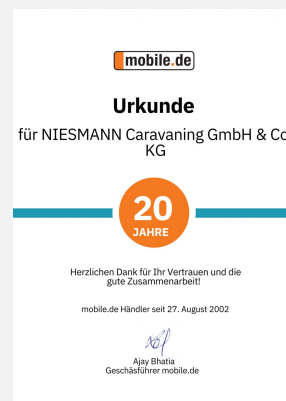 mobile.de
Urkunde
für NIESMANN Caravaning GmbH & Co
KG
20
JAHRE
Herzlichen Dank für Ihr Vertrauen und die
gute Zusammenarbeit!
mobile.de Händler seit 27. August 2002
Ajay Bhatia
Geschäsführer mobile.de